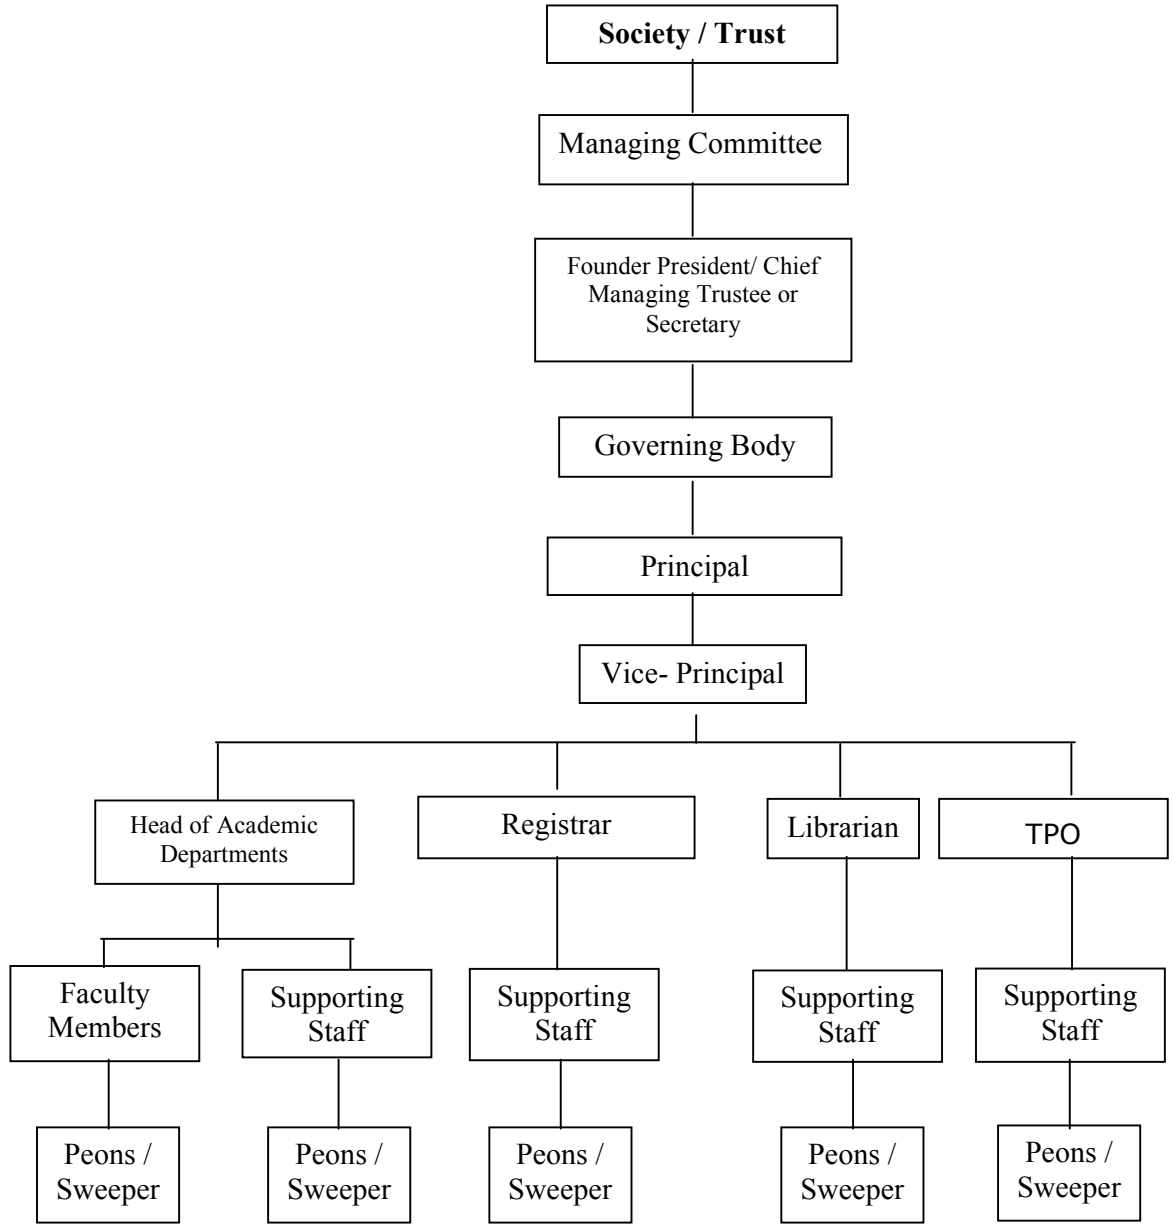 Society / Trust
Managing Committee
Founder President/ Chief
Managing Trustee or
Secretary
Governing Body
Principal
Vice- Principal
Head of Academic
Departments
Registrar
Librarian
TPO
Faculty
Members
Supporting
Staff
Supporting
Staff
Supporting
Staff
Supporting
Staff
Peons /
Sweeper
Peons /
Sweeper
Peons /
Sweeper
Peons /
Sweeper
Peons /
Sweeper